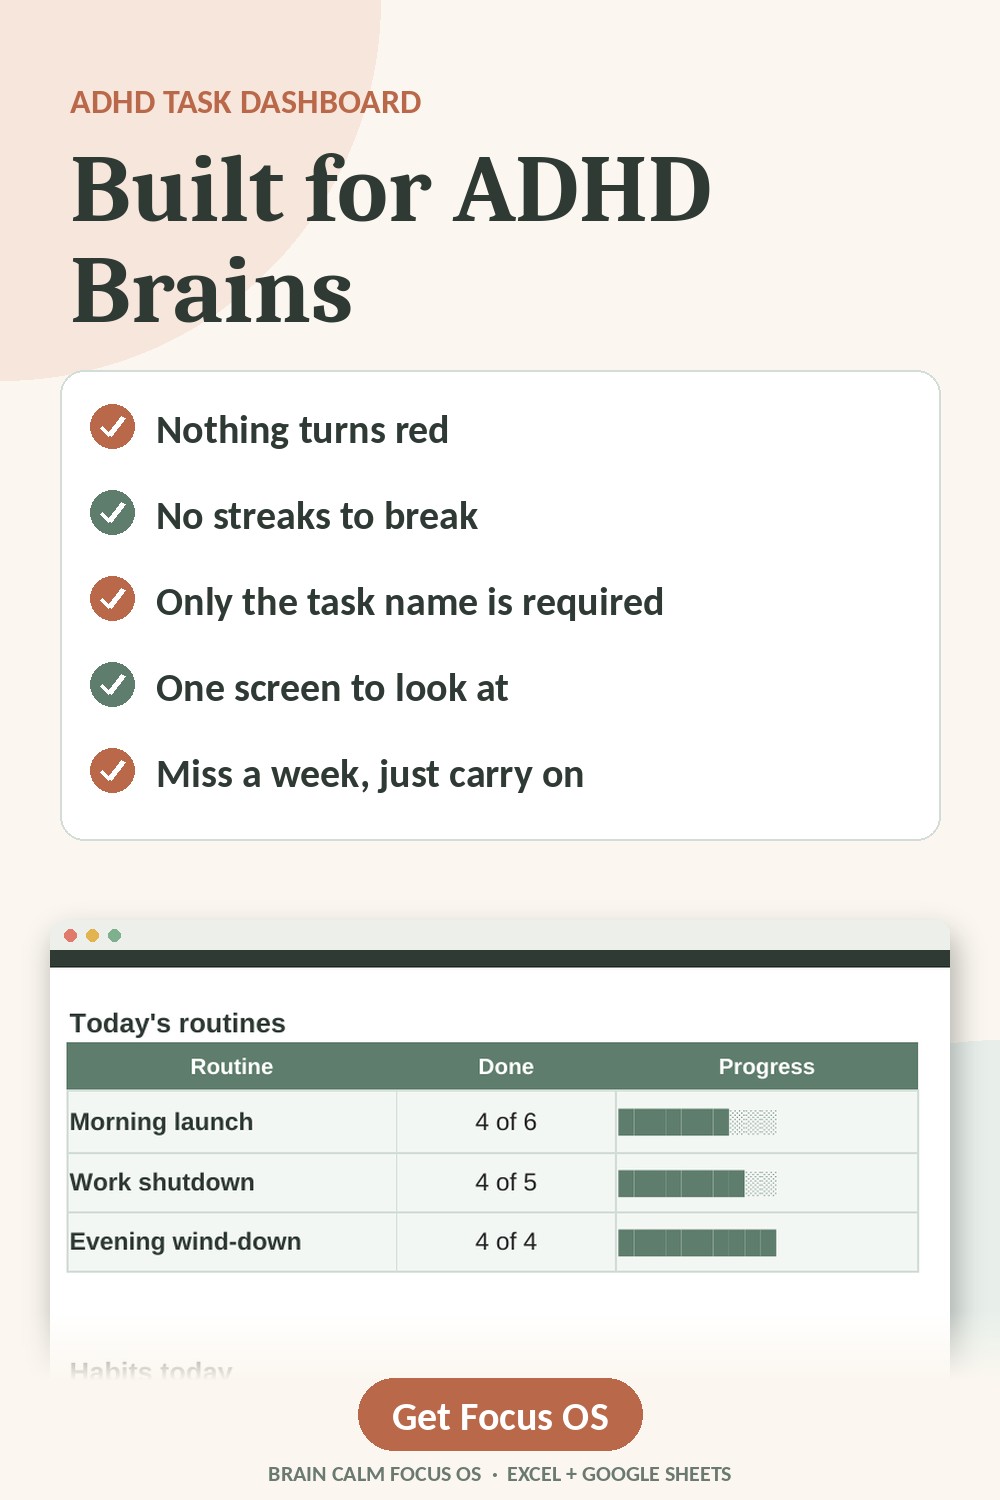 ADHD TASK DASHBOARD
Built for ADHD
Brains
Nothing turns red
No streaks to break
Only the task name is required
One screen to look at
Miss a week, just carry on
Today's routines
Routine Done Progress
Morning launch 4 of 6
Work shutdown 4 of 5
Evening wind-down 4 of 4
Habits today
Get Focus OS
BRAIN CALM FOCUS OS · EXCEL + GOOGLE SHEETS